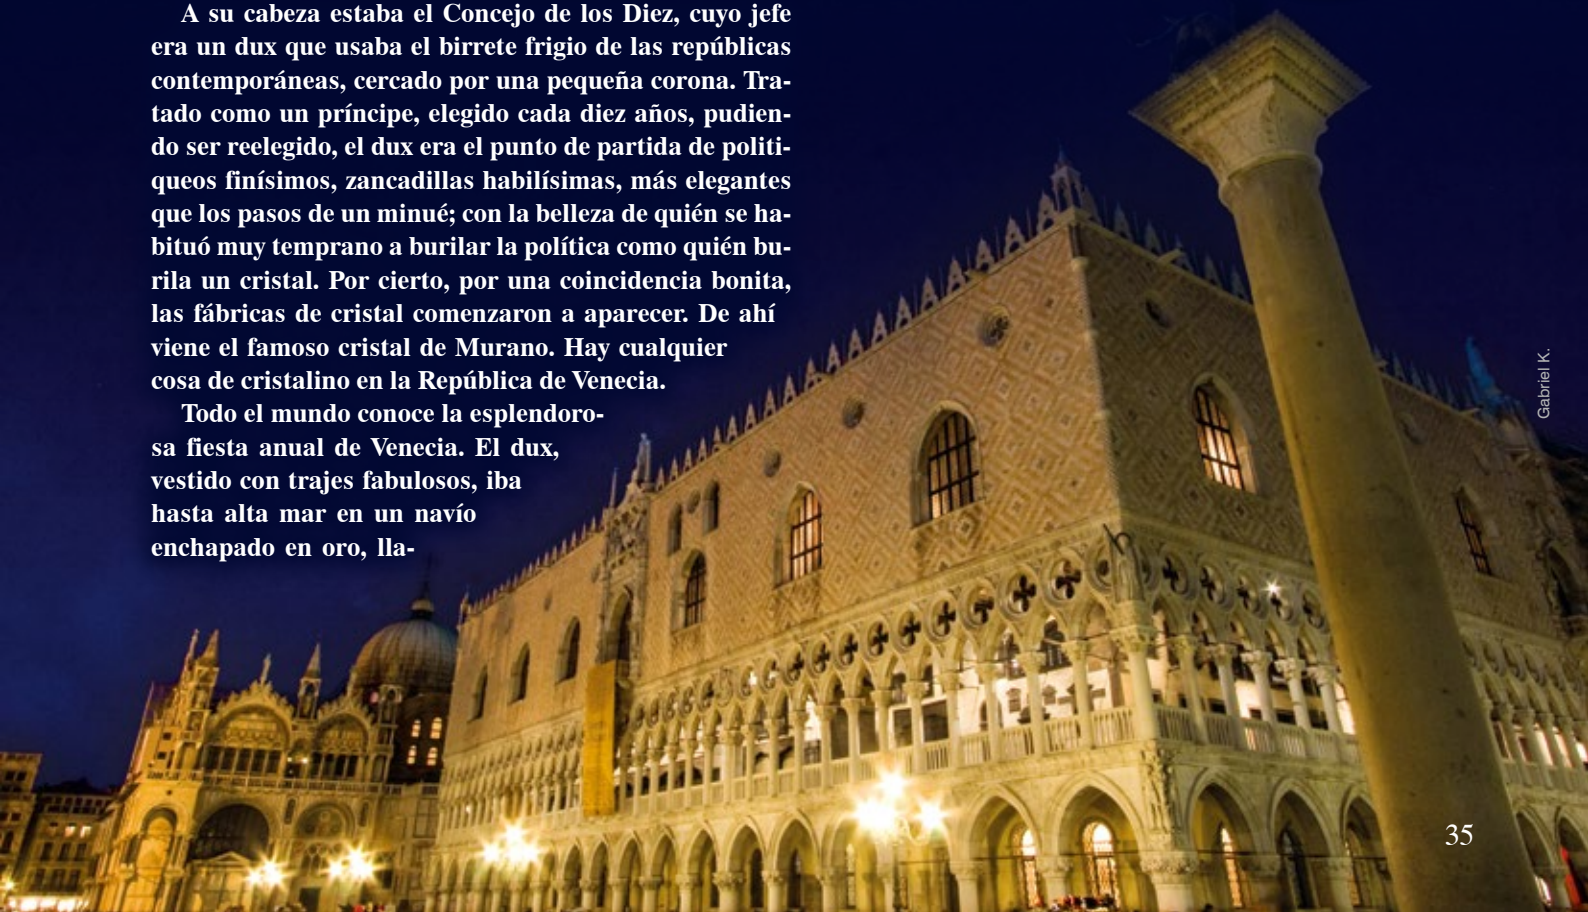 A su cabeza estaba el Concejo de los Diez, cuyo jefe
era un dux que usaba el birrete frigio de las repúblicas
contemporáneas, cercado por una pequeña corona. Tra-
tado como un príncipe, elegido cada diez años, pudien-
do ser reelegido, el dux era el punto de partida de politi-
queos finísimos, zancadillas habilísimas, más elegantes
que los pasos de un minué; con la belleza de quién se ha-
bituó muy temprano a burilar la política como quién bu-
rila un cristal. Por cierto, por una coincidencia bonita,
las fábricas de cristal comenzaron a aparecer. De ahí
viene el famoso cristal de Murano. Hay cualquier
cosa de cristalino en la República de Venecia.
Todo el mundo conoce la esplendoro-
sa fiesta anual de Venecia. El dux,
vestido con trajes fabulosos, iba
hasta alta mar en un navío
enchapado en oro, lla-
Gabriel K.
35